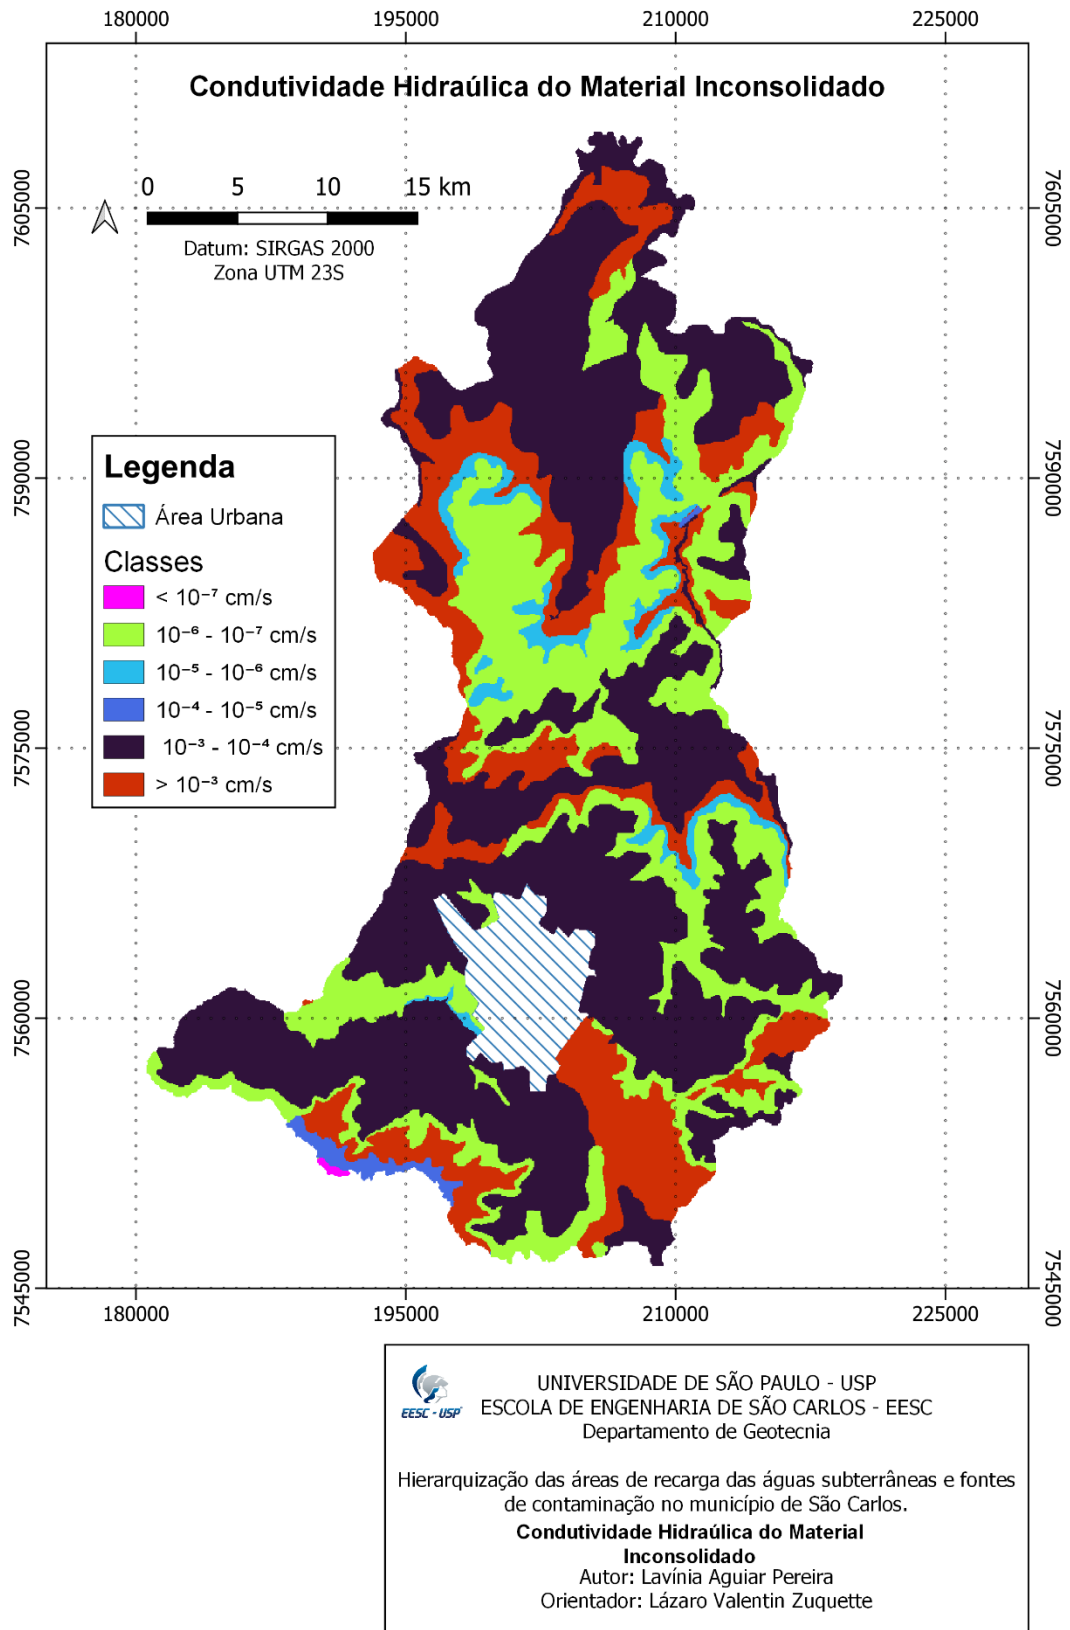 180000
195000
210000
225000
Condutividade Hidraúlica do Material Inconsolidado
0
5
10
15 km
Datum: SIRGAS 2000
Zona UTM 23S
7605000
7605000
Legenda
Área Urbana
Classes
< 10⁻⁷ cm/s
10⁻⁶ - 10⁻⁷ cm/s
10⁻⁵ - 10⁻⁶ cm/s
10⁻⁴ - 10⁻⁵ cm/s
10⁻³ - 10⁻⁴ cm/s
> 10⁻³ cm/s
7590000
7590000
7575000
7575000
7560000
7560000
7545000
7545000
180000
195000
210000
225000
EESC - USP
UNIVERSIDADE DE SÃO PAULO - USP
ESCOLA DE ENGENHARIA DE SÃO CARLOS - EESC
Departamento de Geotecnia
Hierarquização das áreas de recarga das águas subterrâneas e fontes
de contaminação no município de São Carlos.
Condutividade Hidraúlica do Material
Inconsolidado
Autor: Lavínia Aguiar Pereira
Orientador: Lázaro Valentin Zuquette